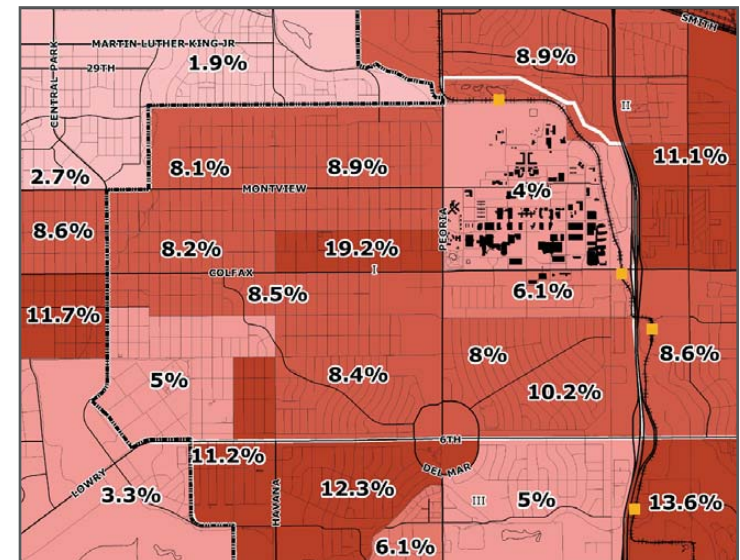 SMITH
MARTIN LUTHER KING JR
8.9%
1.9%
29TH
CENTRAL PARK
II
11.1%
8.1%
8.9%
2.7%
MONTVIEW
4%
PEORIA
8.6%
8.2%
19.2%
I
COLFAX
8.5%
6.1%
11.7%
8%
8.6%
5%
8.4%
10.2%
6TH
11.2%
DEL MAR
LOWRY
3.3%
HAVANA
12.3%
III
5%
13.6%
6.1%